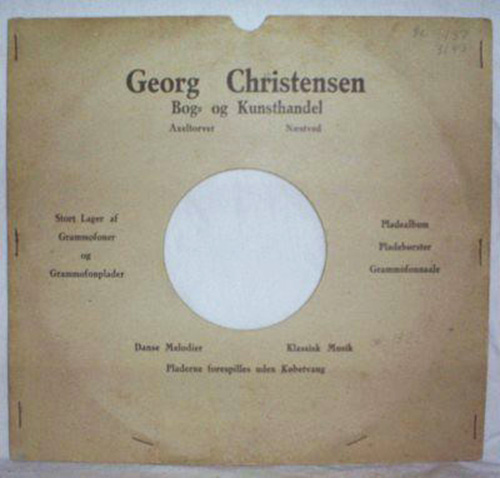 Georg Christensen
Bog- og Kunsthandel
Axeltorvet Næstved
Stort Lager af
Grammofoner
og
Grammofonplader
Pladealbum
Pladebørster
Grammofonnaale
Danse Melodier Klassisk Musik
Pladerne forespilles uden Købetvang